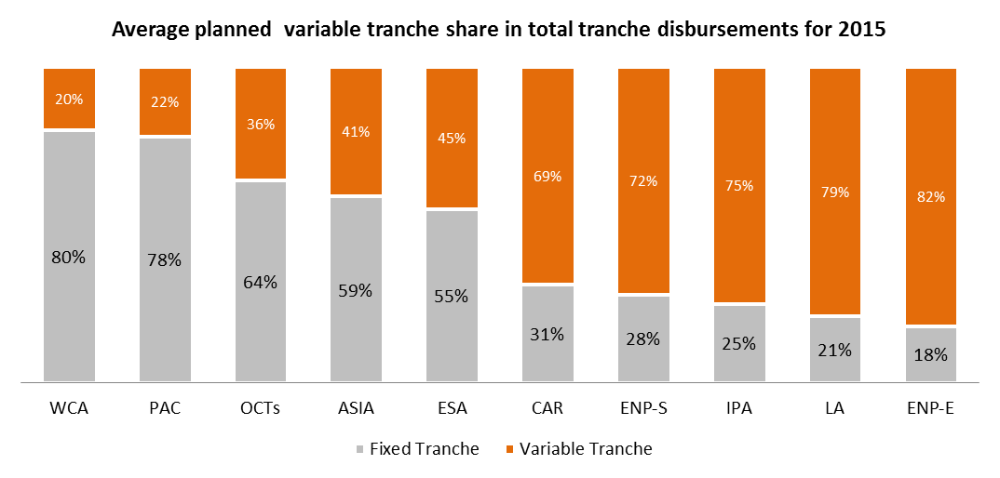 Average planned  variable tranche share in total tranche disbursements for 2015
20% 22% 36% 41% 45% 69% 72% 75% 79% 82%
80% 78% 64% 59% 55% 31% 28% 25% 21% 18%
WCA PAC OCTs ASIA ESA CAR ENP-S IPA LA ENP-E
Fixed Tranche Variable Tranche